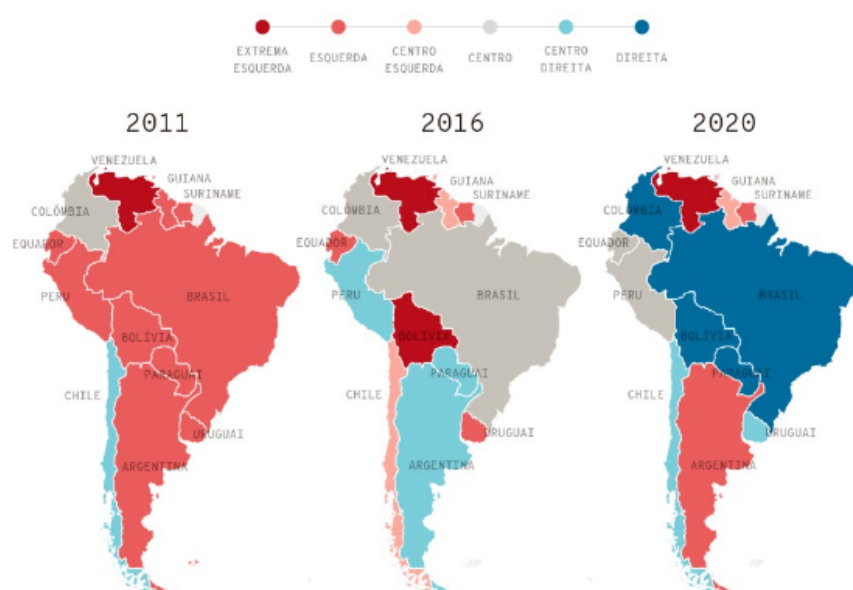 EXTREMA ESQUERDA
ESQUERDA
CENTRO ESQUERDA
CENTRO
CENTRO DIREITA
DIREITA
2011
VENEZUELA
GUIANA
SURINAME
COLÔMBIA
EQUADOR
PERU
BRASIL
BOLÍVIA
PARAGUAI
CHILE
URUGUAI
ARGENTINA
2016
VENEZUELA
GUIANA
SURINAME
COLÔMBIA
EQUADOR
PERU
BRASIL
BOLÍVIA
PARAGUAI
CHILE
URUGUAI
ARGENTINA
2020
VENEZUELA
GUIANA
SURINAME
COLÔMBIA
EQUADOR
PERU
BRASIL
BOLÍVIA
PARAGUAI
CHILE
URUGUAI
ARGENTINA